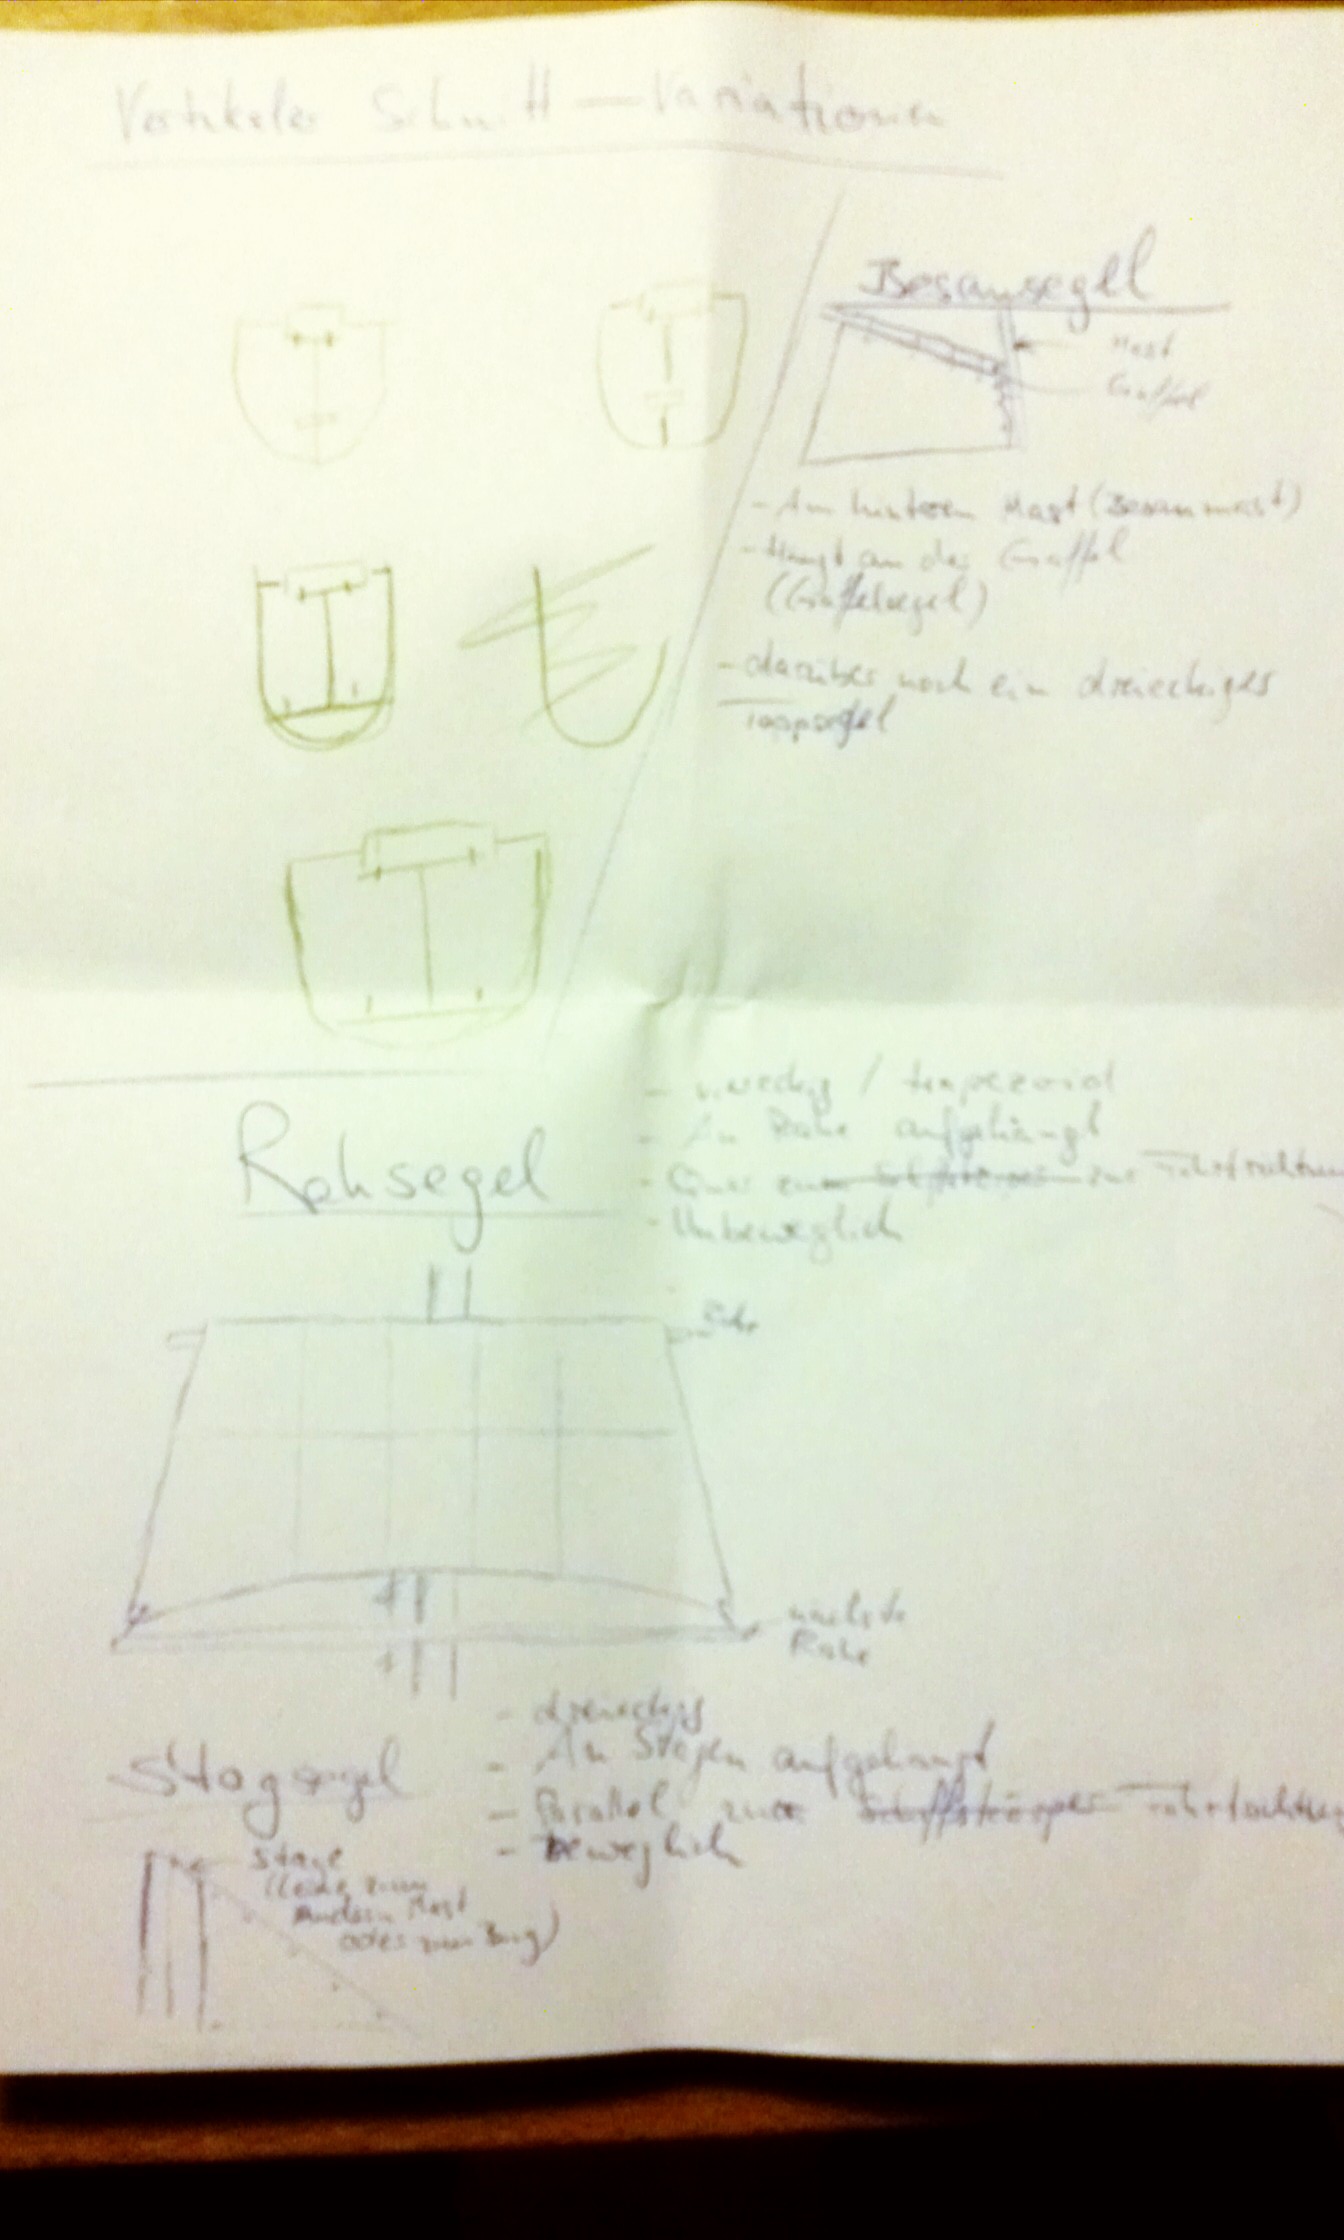 Vertikaler Schnitt — Variationen
Besansegel
Mast
Gaffel
- Am hinteren Mast (Besanmast)
- Hängt an der Gaffel
(Gaffelsegel)
- darüber noch ein dreieckiges
Toppsegel
Rahsegel
- viereckig / trapezoid
- An Rahe aufgehängt
- Quer zur Fahrtrichtung
- Unbeweglich
Rahe
nächste
Rahe
Stagsegel
- dreieckig
- An Stagen aufgehängt
- Parallel zur Schiffskörper Fahrtrichtung
- Beweglich
Stage
(Leine zum
andern Mast
oder zum Bug)